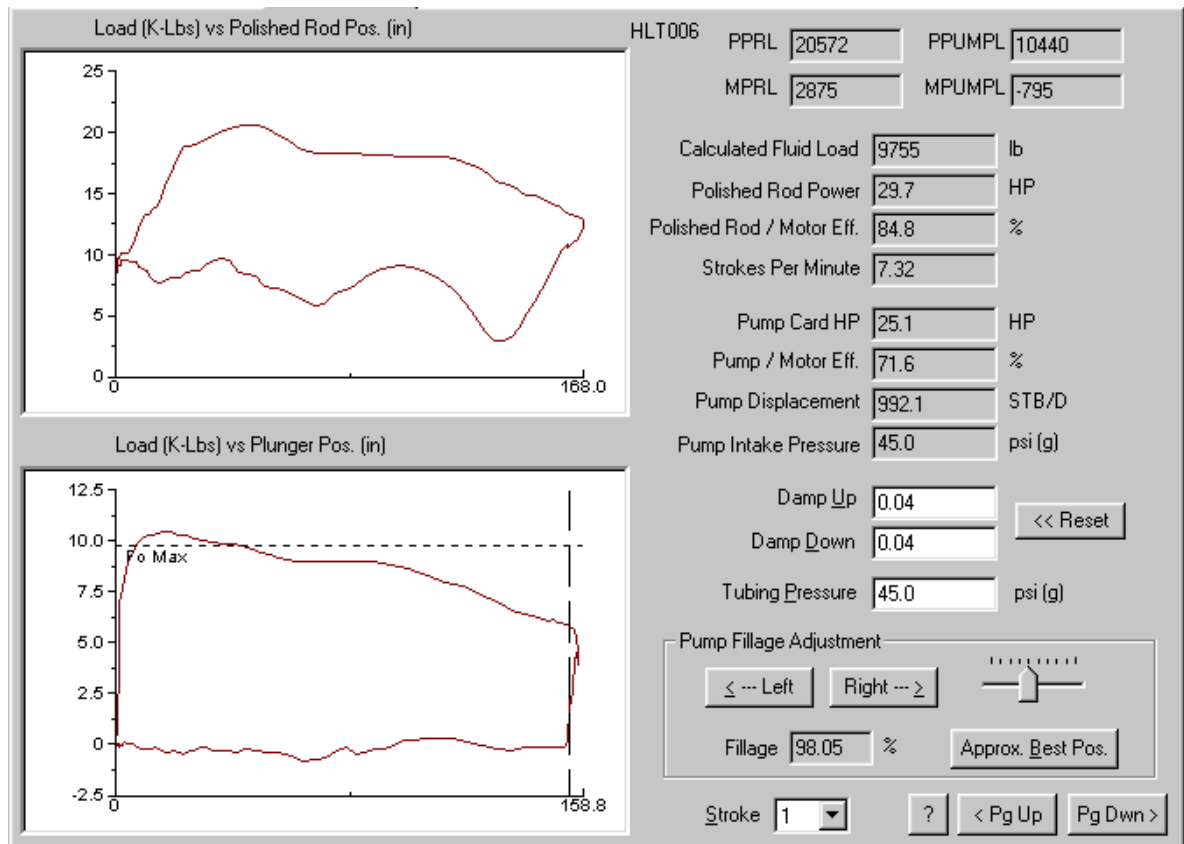 Load (K-Lbs) vs Polished Rod Pos. (in)
25
20
15
10
5
0
0 168.0
Load (K-Lbs) vs Plunger Pos. (in)
12.5
10.0
Fo Max
7.5
5.0
2.5
0
-2.5
0 158.8
HLT006
PPRL 20572 PPUMPL 10440
MPRL 2875 MPUMPL -795
Calculated Fluid Load 9755 lb
Polished Rod Power 29.7 HP
Polished Rod / Motor Eff. 84.8 %
Strokes Per Minute 7.32
Pump Card HP 25.1 HP
Pump / Motor Eff. 71.6 %
Pump Displacement 992.1 STB/D
Pump Intake Pressure 45.0 psi (g)
Damp Up 0.04
<< Reset
Damp Down 0.04
Tubing Pressure 45.0 psi (g)
Pump Fillage Adjustment
< --- Left Right --- >
Fillage 98.05 % Approx. Best Pos.
Stroke 1 ? < Pg Up Pg Dwn >